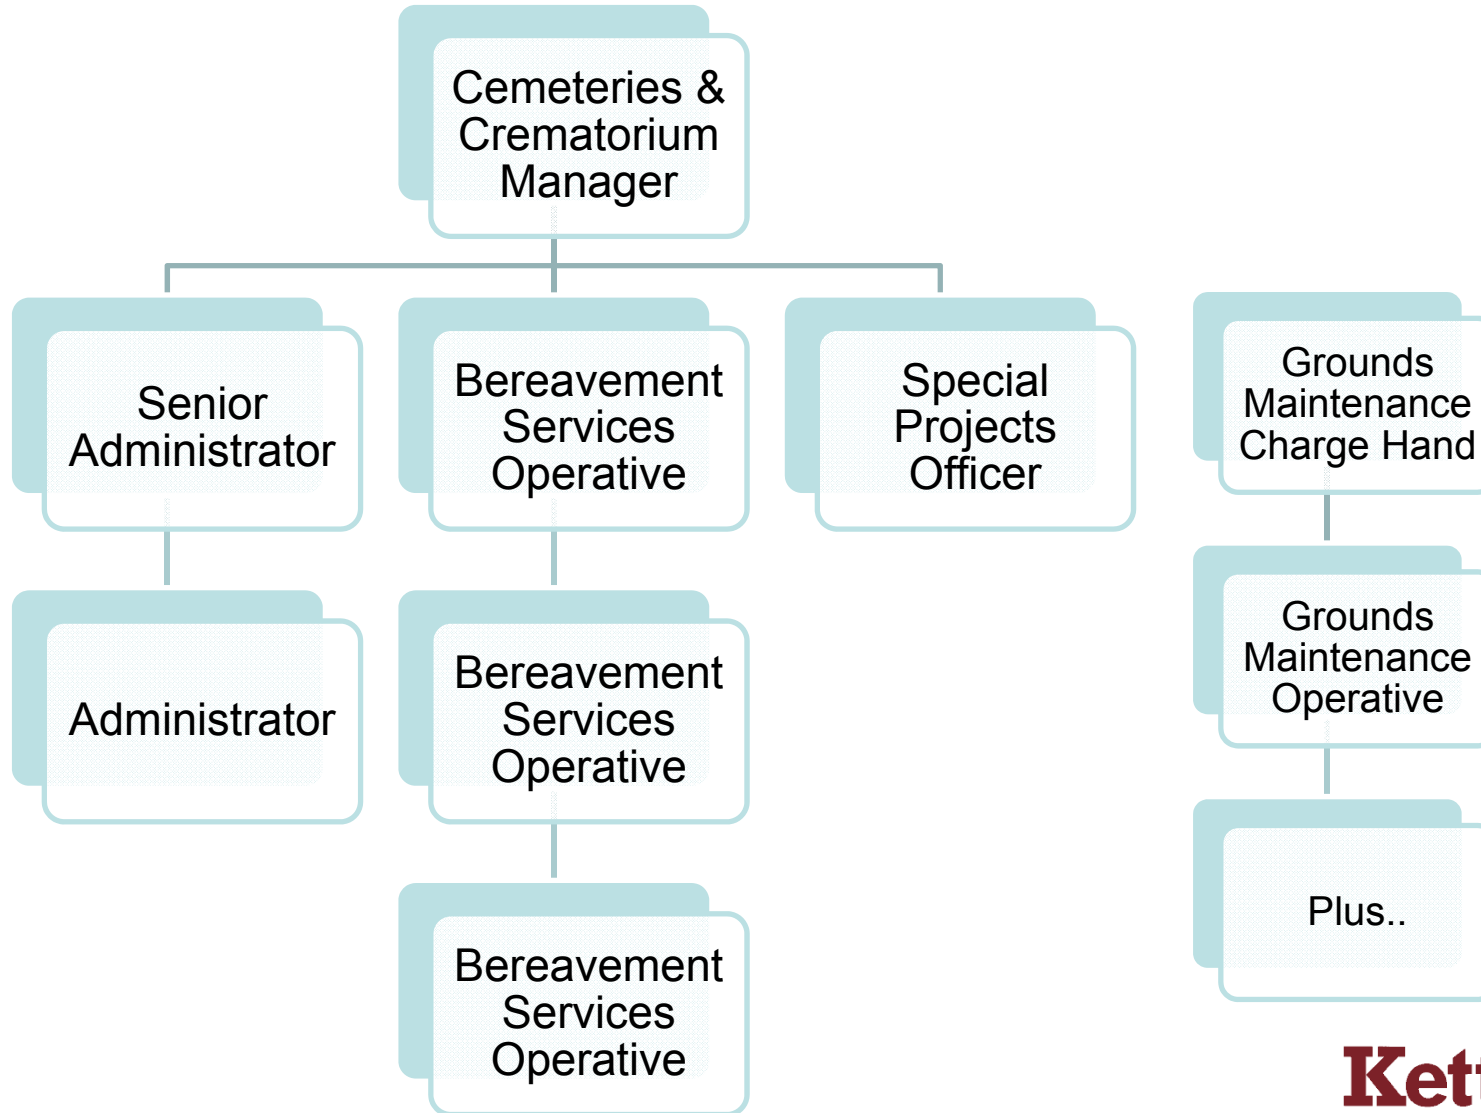 Cemeteries &
Crematorium
Manager
Senior
Administrator
Bereavement
Services
Operative
Special
Projects
Officer
Grounds
Maintenance
Charge Hand
Administrator
Bereavement
Services
Operative
Grounds
Maintenance
Operative
Bereavement
Services
Operative
Plus..